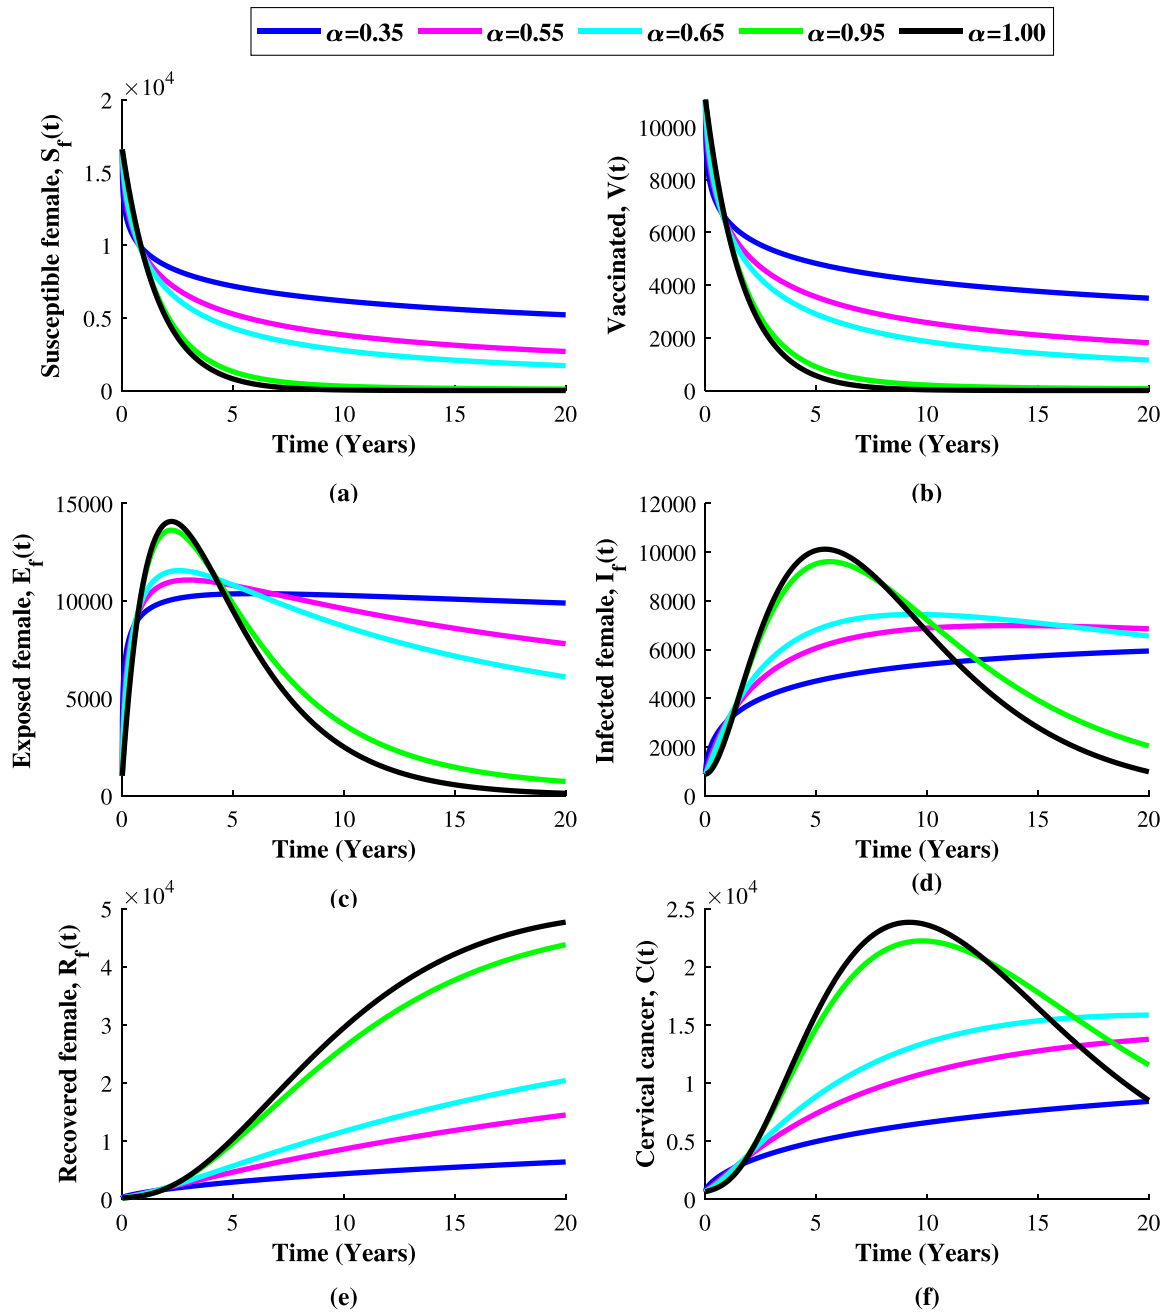 α=0.35 α=0.55 α=0.65 α=0.95 α=1.00
×10^4
2
1.5
1
0.5
0
Susceptible female, S_f(t)
0 5 10 15 20
Time (Years)
(a)
10000
8000
6000
4000
2000
0
Vaccinated, V(t)
0 5 10 15 20
Time (Years)
(b)
15000
10000
5000
0
Exposed female, E_f(t)
0 5 10 15 20
Time (Years)
(c)
12000
10000
8000
6000
4000
2000
0
Infected female, I_f(t)
0 5 10 15 20
Time (Years)
(d)
×10^4
5
4
3
2
1
0
Recovered female, R_f(t)
0 5 10 15 20
Time (Years)
(e)
×10^4
2.5
2
1.5
1
0.5
0
Cervical cancer, C(t)
0 5 10 15 20
Time (Years)
(f)